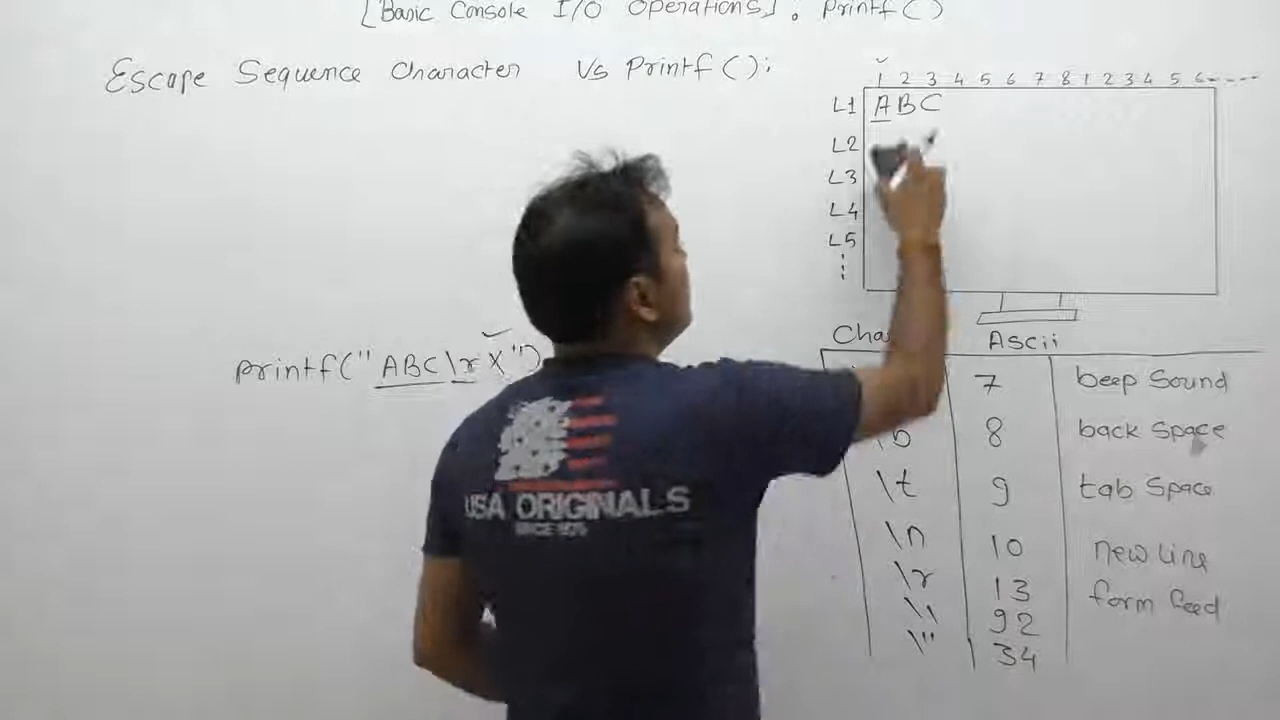 [Basic Console I/O Operations]. Printf()
Escape Sequence Character Vs Printf();
1 2 3 4 5 6 7 8 1 2 3 4 5 6
L1 ABC
L2
L3
L4
L5
printf("ABC\rX")
Ascii
7 beep Sound
8 back Space
\t 9 tab Space
\n 10 new Line
\r 13 form feed
\\ 92
\" 34
USA ORIGINALS